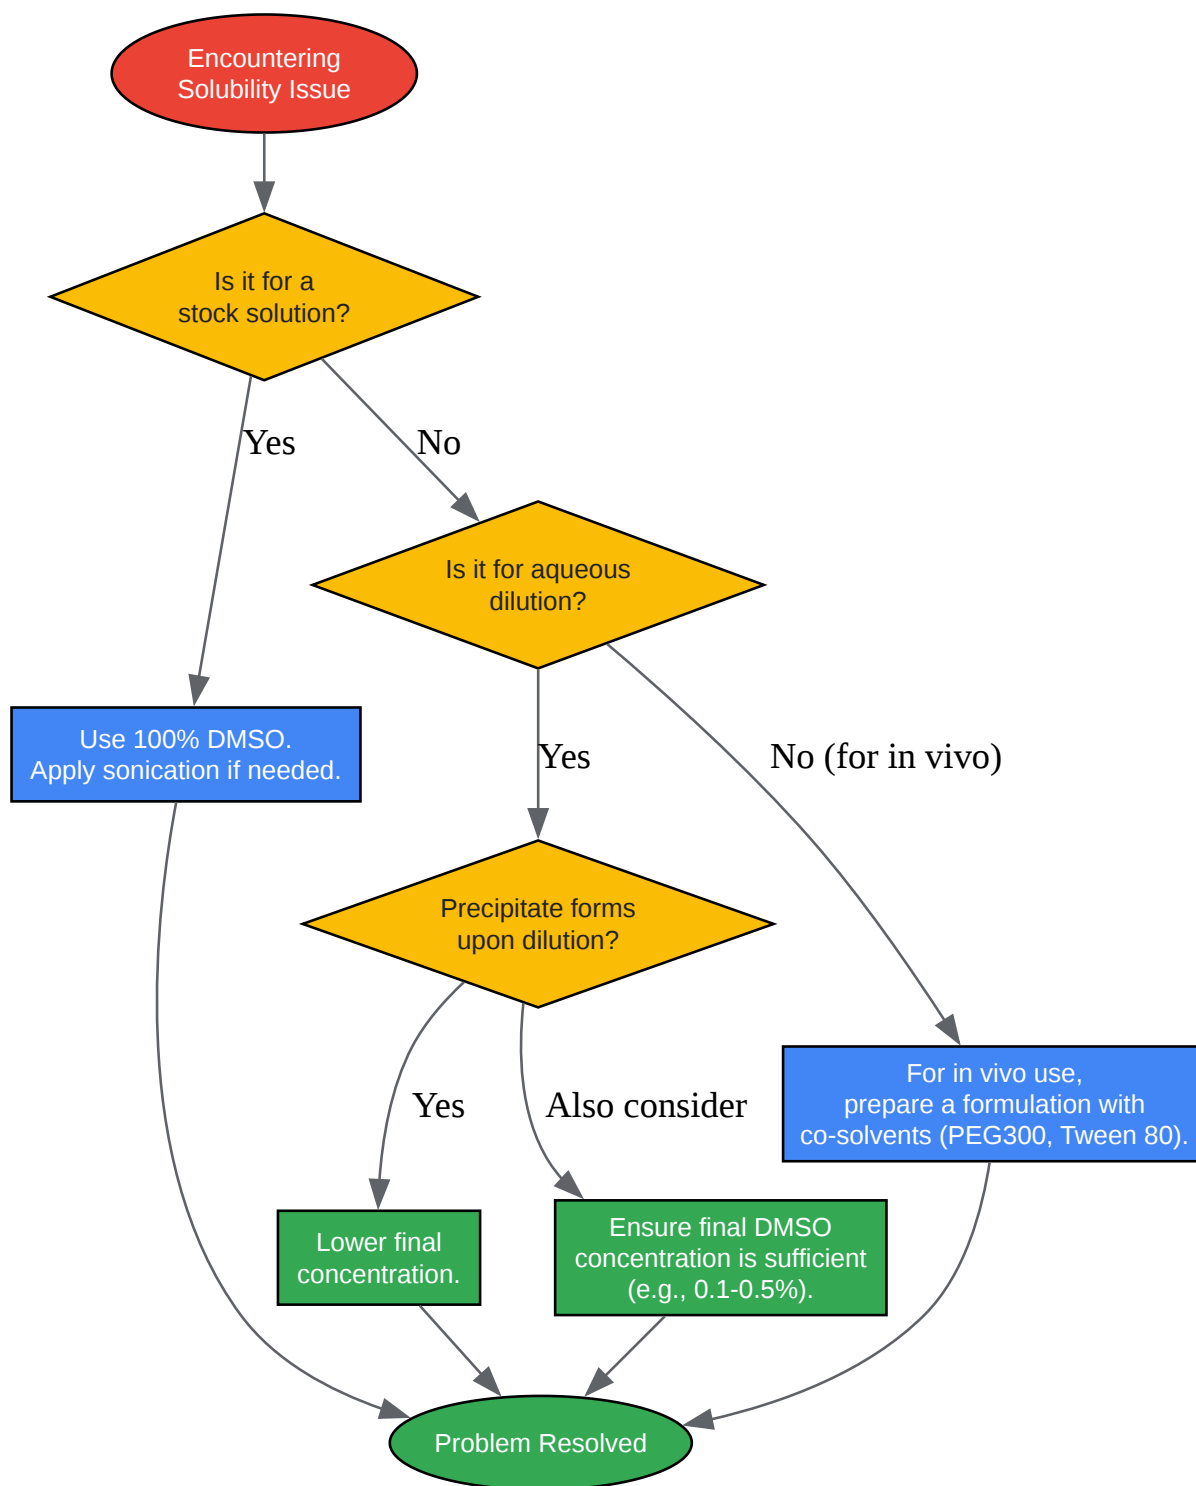 Encountering
Solubility Issue
Is it for a
stock solution?
Yes
No
Is it for aqueous
dilution?
Use 100% DMSO.
Apply sonication if needed.
Yes
No (for in vivo)
Precipitate forms
upon dilution?
Yes
Also consider
For in vivo use,
prepare a formulation with
co-solvents (PEG300, Tween 80).
Lower final
concentration.
Ensure final DMSO
concentration is sufficient
(e.g., 0.1-0.5%).
Problem Resolved